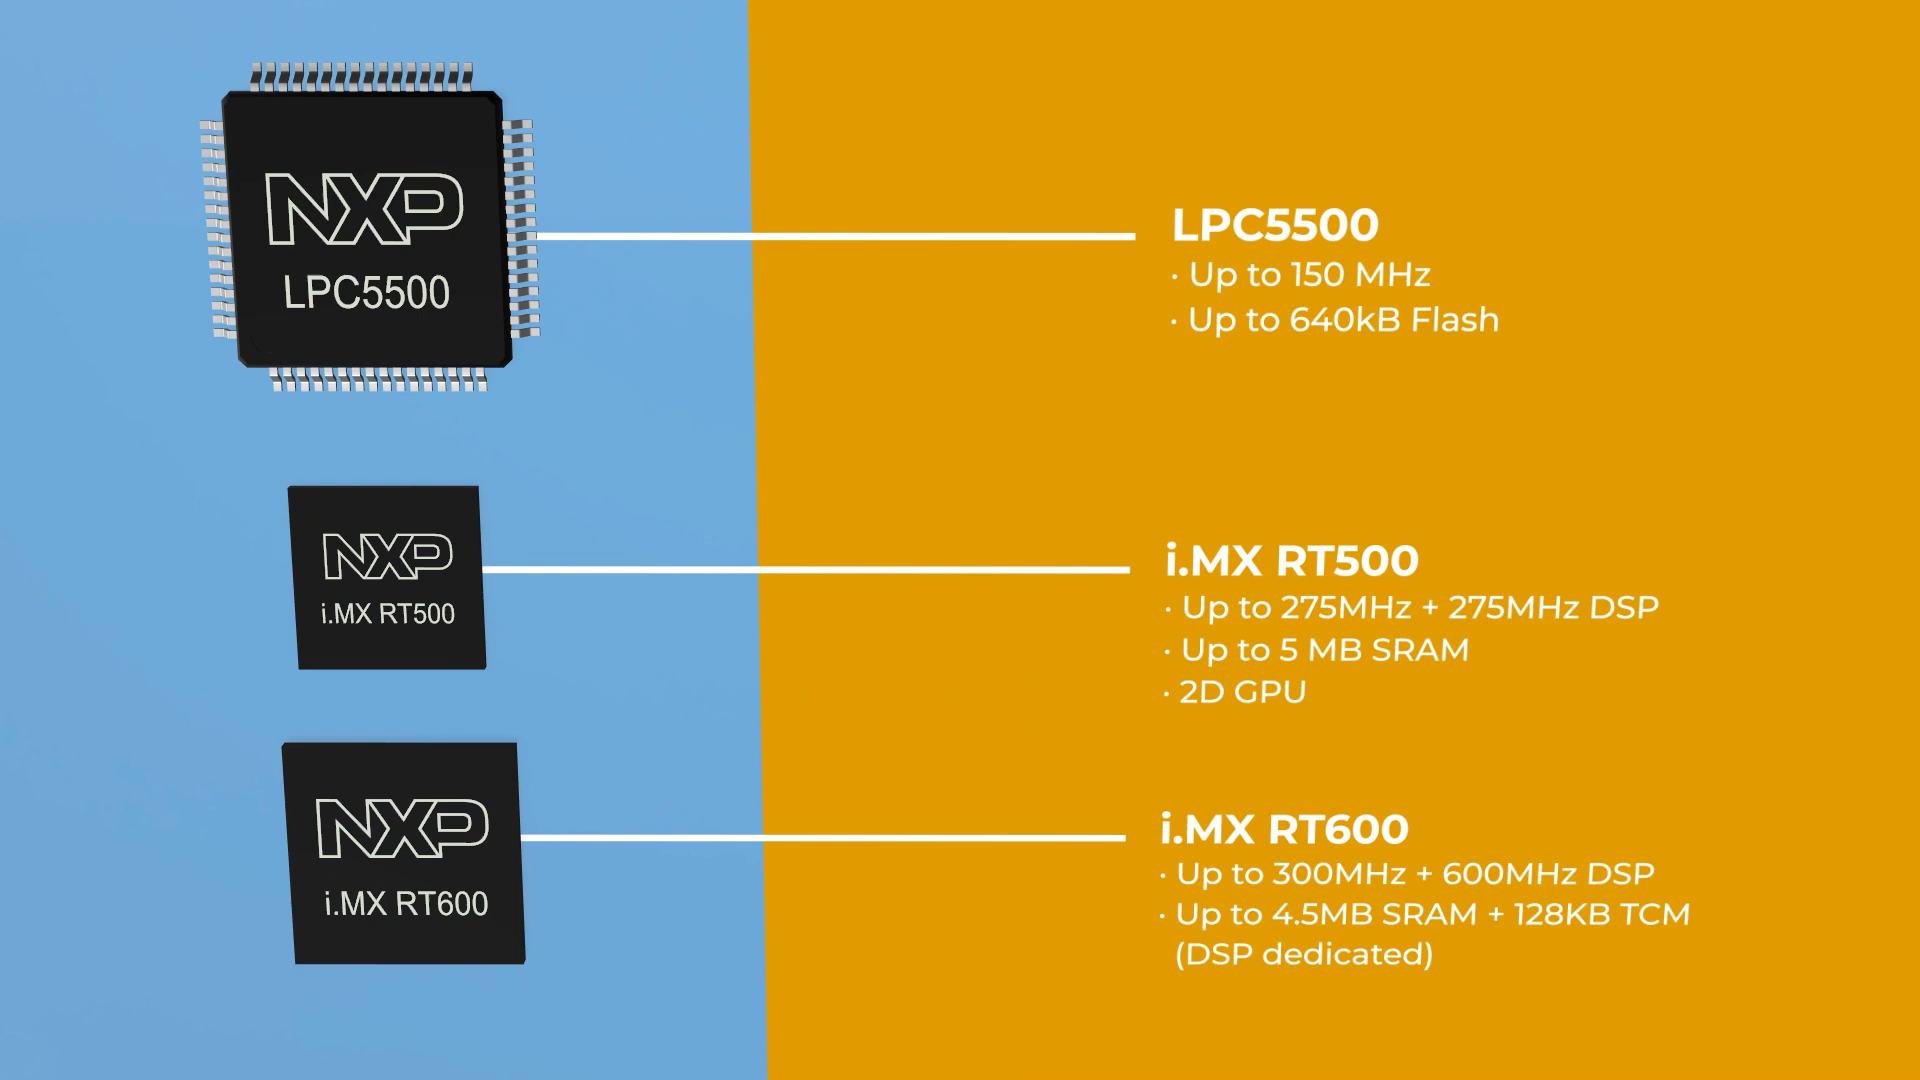 NXP
LPC5500
LPC5500
· Up to 150 MHz
· Up to 640kB Flash
NXP
i.MX RT500
i.MX RT500
· Up to 275MHz + 275MHz DSP
· Up to 5 MB SRAM
· 2D GPU
NXP
i.MX RT600
i.MX RT600
· Up to 300MHz + 600MHz DSP
· Up to 4.5MB SRAM + 128KB TCM
(DSP dedicated)